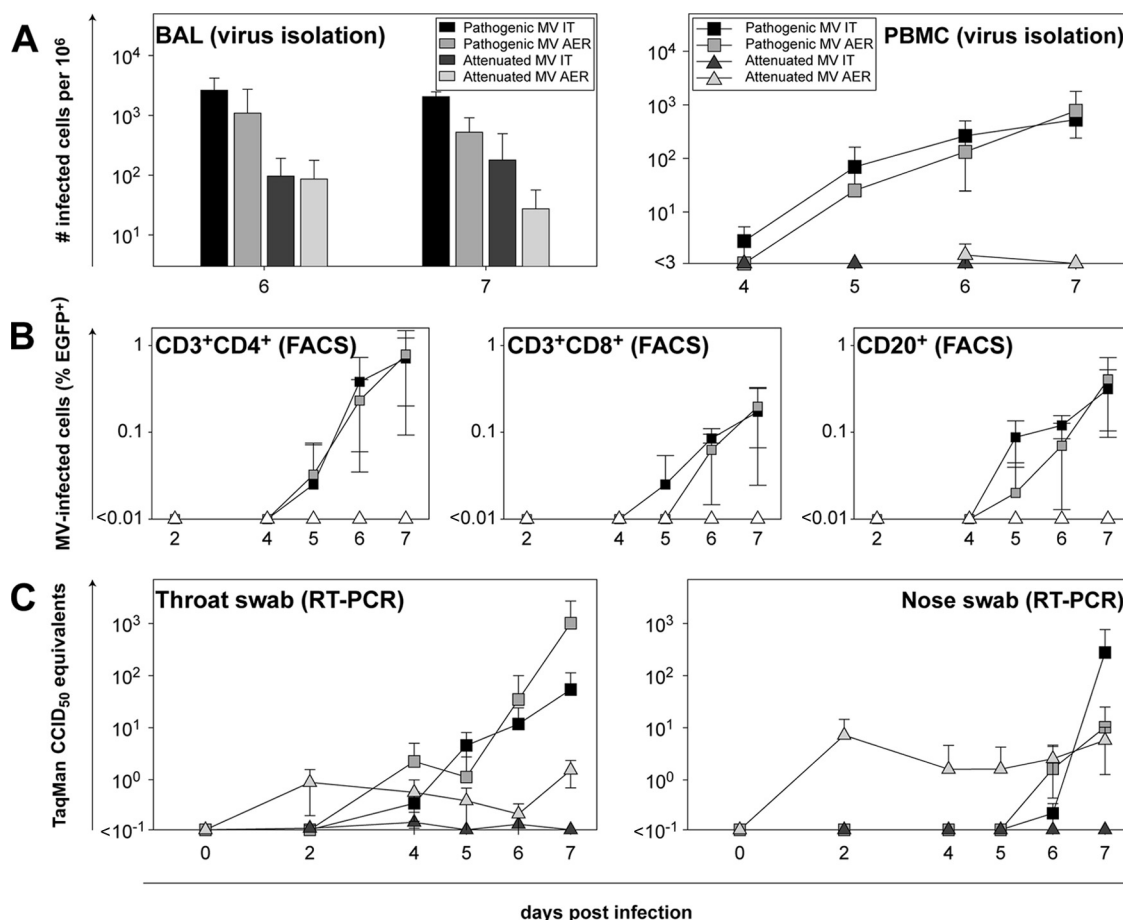 A
# infected cells per 10⁶
BAL (virus isolation)
Pathogenic MV IT
Pathogenic MV AER
Attenuated MV IT
Attenuated MV AER
10⁴
10³
10²
10¹
6 7
Pathogenic MV IT
Pathogenic MV AER
Attenuated MV IT
Attenuated MV AER
PBMC (virus isolation)
10⁴
10³
10²
10¹
<3
4 5 6 7
B
MV-infected cells (% EGFP⁺)
CD3⁺CD4⁺ (FACS)
1
0.1
<0.01
2 4 5 6 7
CD3⁺CD8⁺ (FACS)
1
0.1
<0.01
2 4 5 6 7
CD20⁺ (FACS)
1
0.1
<0.01
2 4 5 6 7
C
TaqMan CCID₅₀ equivalents
Throat swab (RT-PCR)
10³
10²
10¹
10⁰
<10⁻¹
0 2 4 5 6 7
Nose swab (RT-PCR)
10³
10²
10¹
10⁰
<10⁻¹
0 2 4 5 6 7
days post infection